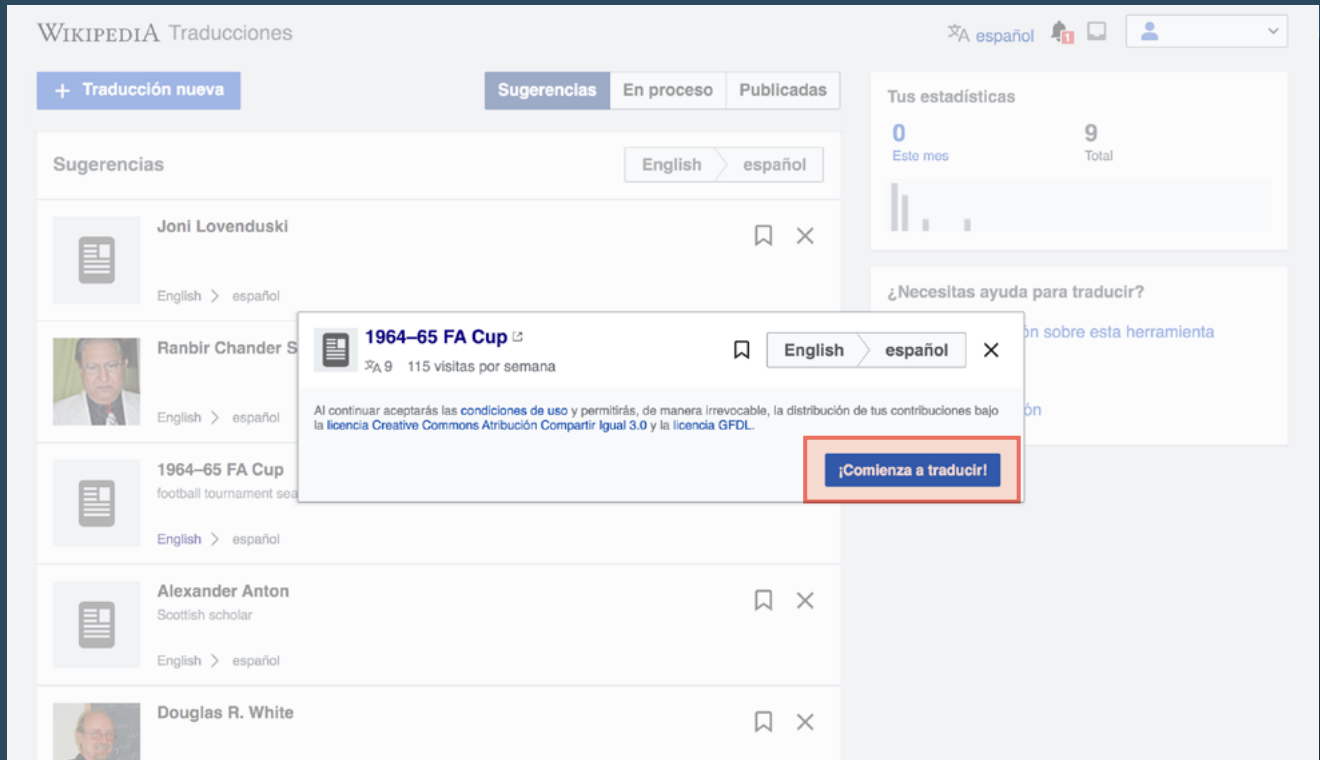 WIKIPEDIA Traducciones
español
1
+ Traducción nueva
Sugerencias
En proceso
Publicadas
Sugerencias
English
español
Joni Lovenduski
English > español
Ranbir Chander S
English > español
1964–65 FA Cup
football tournament sea
English > español
Alexander Anton
Scottish scholar
English > español
Douglas R. White
Tus estadísticas
0
Este mes
9
Total
¿Necesitas ayuda para traducir?
ón sobre esta herramienta
ón
1964–65 FA Cup
9 115 visitas por semana
English
español
Al continuar aceptarás las condiciones de uso y permitirás, de manera irrevocable, la distribución de tus contribuciones bajo
la licencia Creative Commons Atribución Compartir Igual 3.0 y la licencia GFDL.
¡Comienza a traducir!